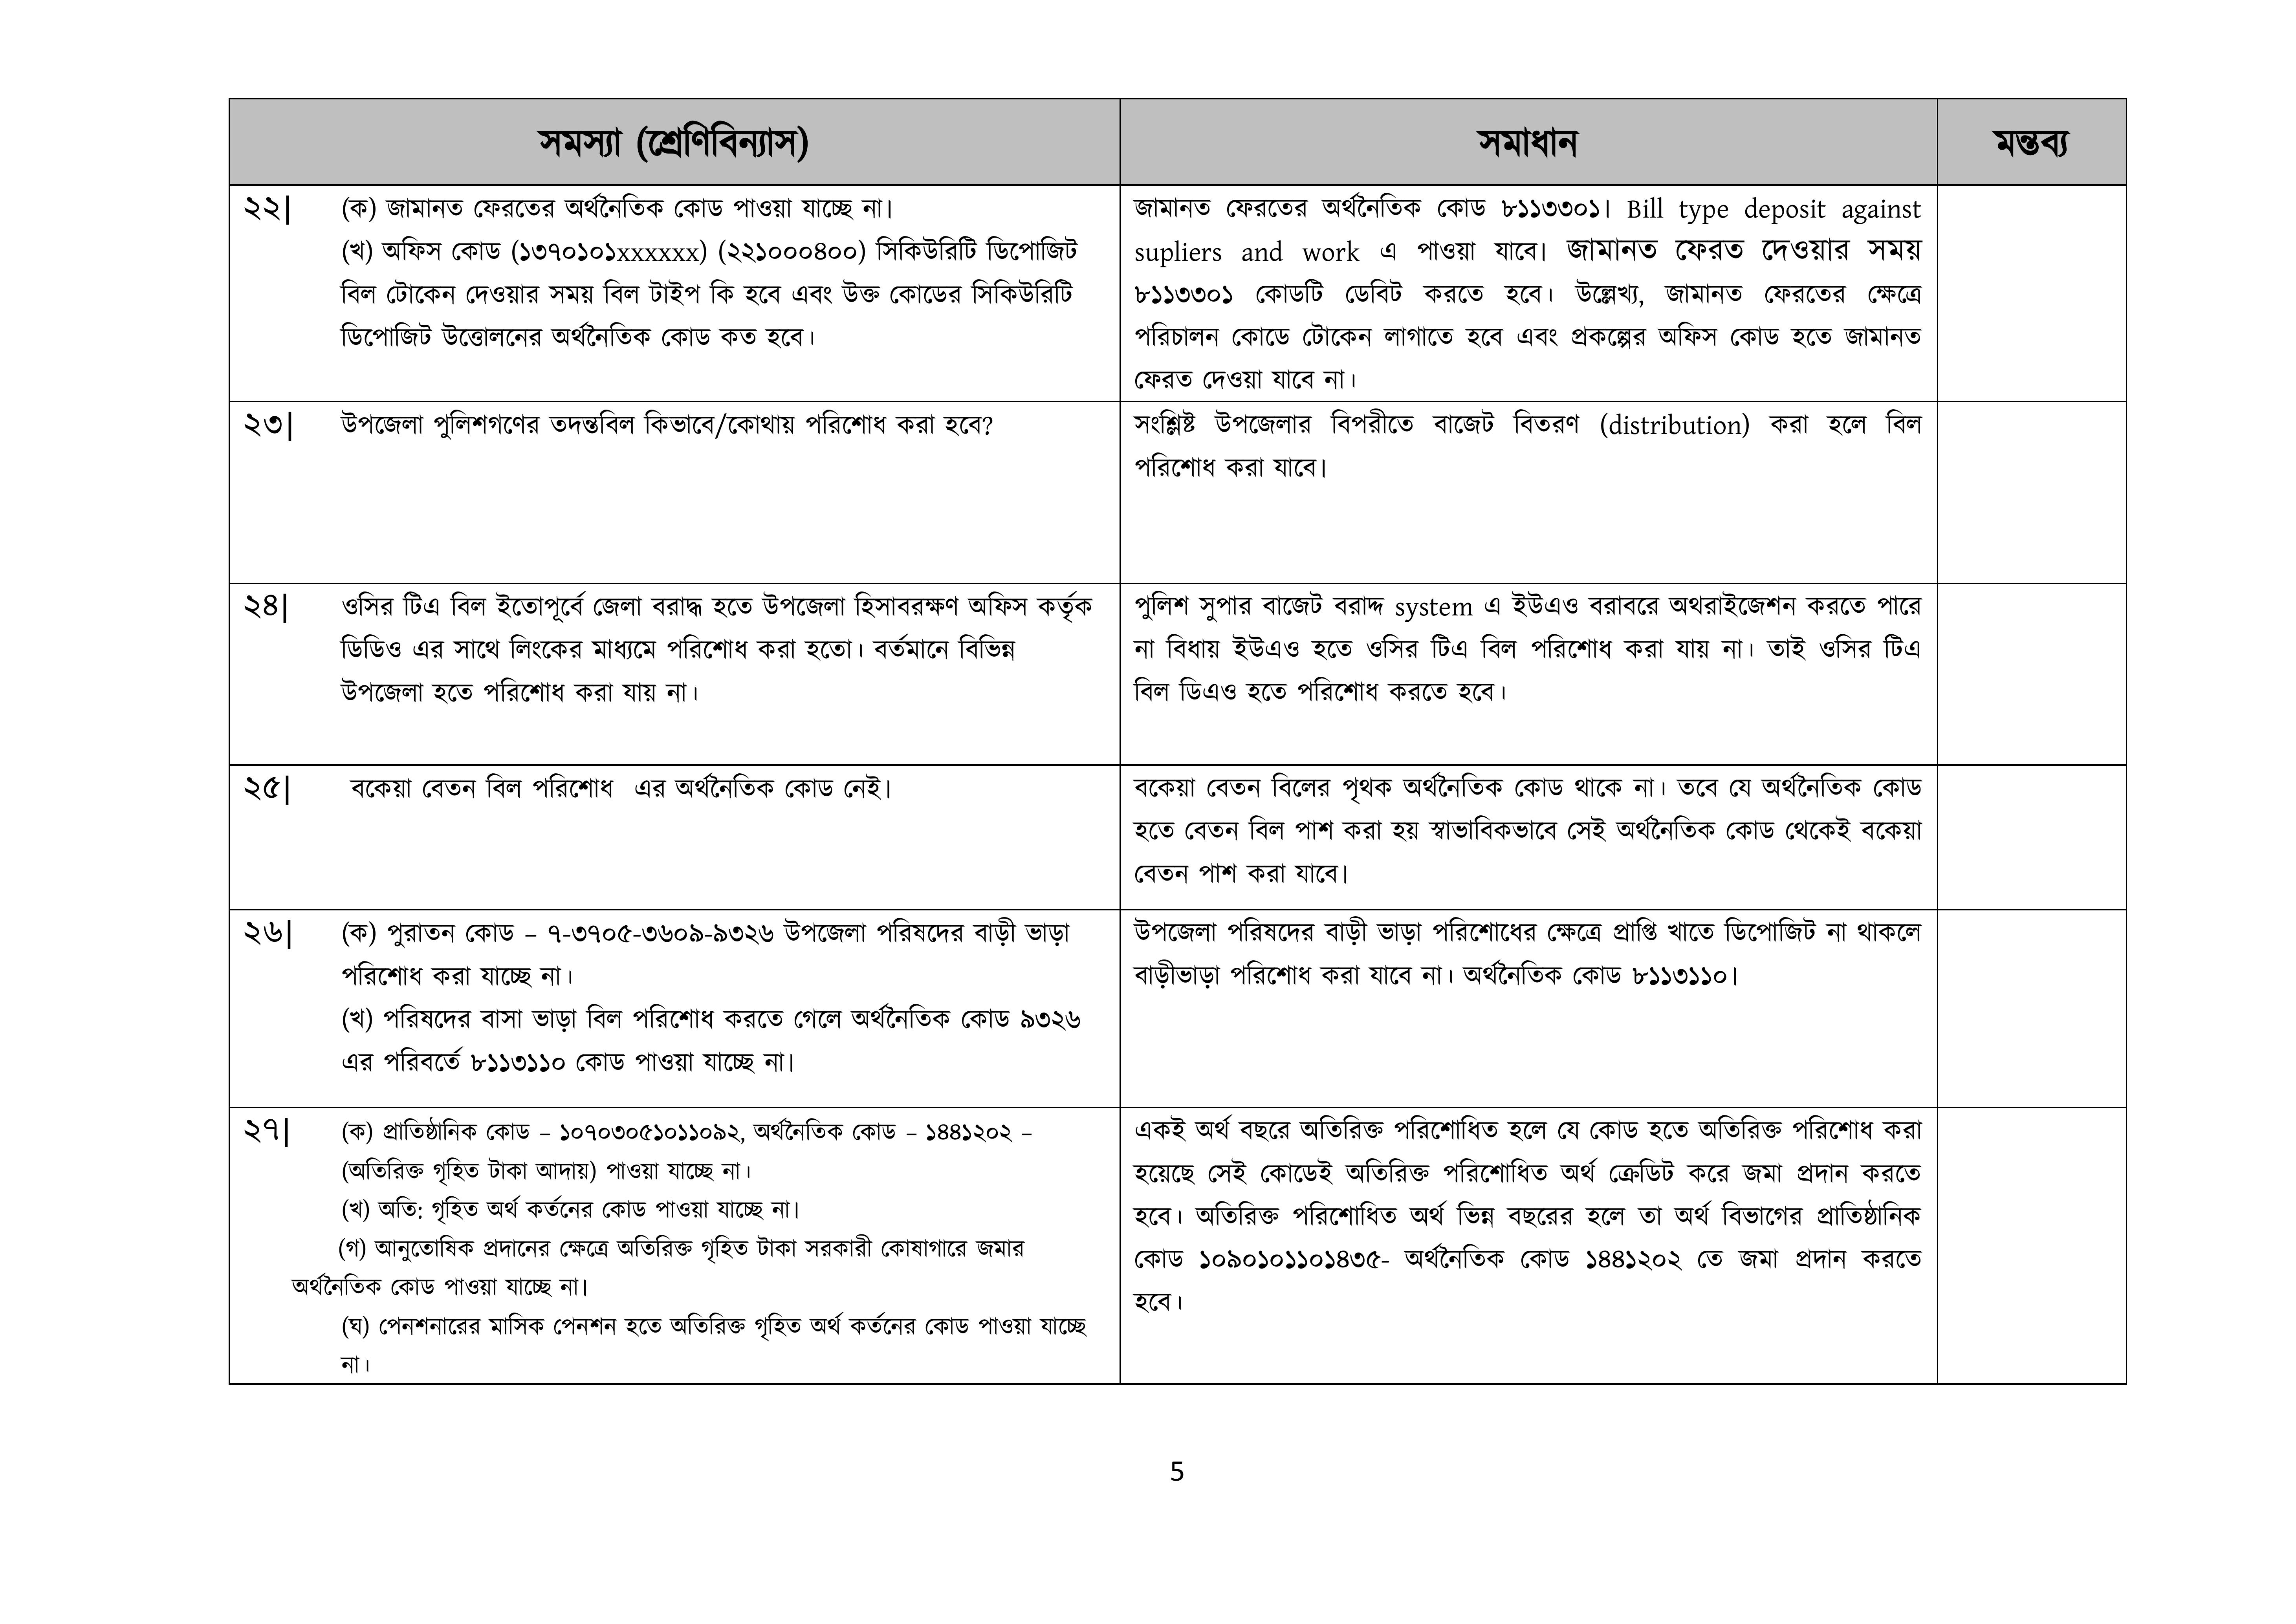 সমস্যা (শ্রেণিবিন্যাস)
সমাধান
মন্তব্য
২২| (ক) জামানত ফেরতের অর্থনৈতিক কোড পাওয়া যাচ্ছে না।
(খ) অফিস কোড (১৩৭০১০১xxxxxx) (২২১০০০৪০০) সিকিউরিটি ডিপোজিট
বিল টোকেন দেওয়ার সময় বিল টাইপ কি হবে এবং উক্ত কোডের সিকিউরিটি
ডিপোজিট উত্তোলনের অর্থনৈতিক কোড কত হবে।
জামানত ফেরতের অর্থনৈতিক কোড ৮১১৩৩০১। Bill type deposit against
supliers and work এ পাওয়া যাবে। জামানত ফেরত দেওয়ার সময়
৮১১৩৩০১ কোডটি ডেবিট করতে হবে। উল্লেখ্য, জামানত ফেরতের ক্ষেত্রে
পরিচালন কোডে টোকেন লাগাতে হবে এবং প্রকল্পের অফিস কোড হতে জামানত
ফেরত দেওয়া যাবে না।
২৩| উপজেলা পুলিশগণের তদন্তবিল কিভাবে/কোথায় পরিশোধ করা হবে?
সংশ্লিষ্ট উপজেলার বিপরীতে বাজেট বিতরণ (distribution) করা হলে বিল
পরিশোধ করা যাবে।
২৪| ওসির টিএ বিল ইতোপূর্বে জেলা বরাদ্ধ হতে উপজেলা হিসাবরক্ষণ অফিস কর্তৃক
ডিডিও এর সাথে লিংকের মাধ্যমে পরিশোধ করা হতো। বর্তমানে বিভিন্ন
উপজেলা হতে পরিশোধ করা যায় না।
পুলিশ সুপার বাজেট বরাদ্দ system এ ইউএও বরাবরে অথরাইজেশন করতে পারে
না বিধায় ইউএও হতে ওসির টিএ বিল পরিশোধ করা যায় না। তাই ওসির টিএ
বিল ডিএও হতে পরিশোধ করতে হবে।
২৫| বকেয়া বেতন বিল পরিশোধ এর অর্থনৈতিক কোড নেই।
বকেয়া বেতন বিলের পৃথক অর্থনৈতিক কোড থাকে না। তবে যে অর্থনৈতিক কোড
হতে বেতন বিল পাশ করা হয় স্বাভাবিকভাবে সেই অর্থনৈতিক কোড থেকেই বকেয়া
বেতন পাশ করা যাবে।
২৬| (ক) পুরাতন কোড – ৭-৩৭০৫-৩৬০৯-৯৩২৬ উপজেলা পরিষদের বাড়ী ভাড়া
পরিশোধ করা যাচ্ছে না।
(খ) পরিষদের বাসা ভাড়া বিল পরিশোধ করতে গেলে অর্থনৈতিক কোড ৯৩২৬
এর পরিবর্তে ৮১১৩১১০ কোড পাওয়া যাচ্ছে না।
উপজেলা পরিষদের বাড়ী ভাড়া পরিশোধের ক্ষেত্রে প্রাপ্তি খাতে ডিপোজিট না থাকলে
বাড়ীভাড়া পরিশোধ করা যাবে না। অর্থনৈতিক কোড ৮১১৩১১০।
২৭| (ক) প্রাতিষ্ঠানিক কোড – ১০৭০৩০৫১০১১০৯২, অর্থনৈতিক কোড – ১৪৪১২০২ –
(অতিরিক্ত গৃহিত টাকা আদায়) পাওয়া যাচ্ছে না।
(খ) অতি: গৃহিত অর্থ কর্তনের কোড পাওয়া যাচ্ছে না।
(গ) আনুতোষিক প্রদানের ক্ষেত্রে অতিরিক্ত গৃহিত টাকা সরকারী কোষাগারে জমার
অর্থনৈতিক কোড পাওয়া যাচ্ছে না।
(ঘ) পেনশনারের মাসিক পেনশন হতে অতিরিক্ত গৃহিত অর্থ কর্তনের কোড পাওয়া যাচ্ছে
না।
একই অর্থ বছরে অতিরিক্ত পরিশোধিত হলে যে কোড হতে অতিরিক্ত পরিশোধ করা
হয়েছে সেই কোডেই অতিরিক্ত পরিশোধিত অর্থ ক্রেডিট করে জমা প্রদান করতে
হবে। অতিরিক্ত পরিশোধিত অর্থ ভিন্ন বছরের হলে তা অর্থ বিভাগের প্রাতিষ্ঠানিক
কোড ১০৯০১০১১০১৪৩৫- অর্থনৈতিক কোড ১৪৪১২০২ তে জমা প্রদান করতে
হবে।
5